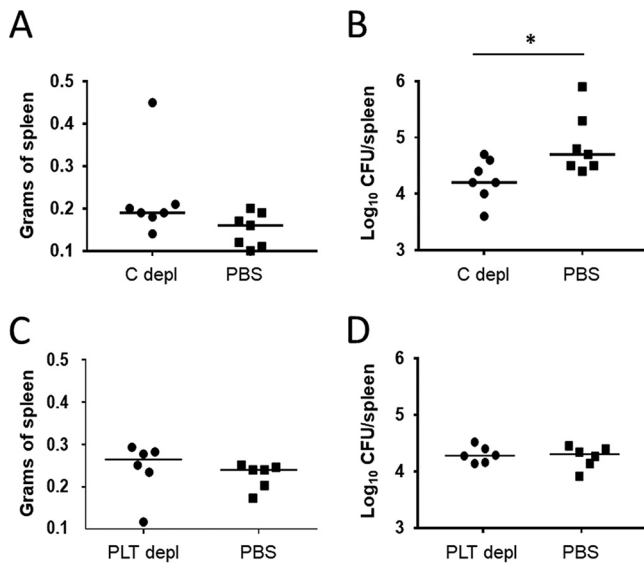 A
Grams of spleen
0.5
0.4
0.3
0.2
0.1
C depl PBS
B
*
Log₁₀ CFU/spleen
6
5
4
3
C depl PBS
C
Grams of spleen
0.5
0.4
0.3
0.2
0.1
PLT depl PBS
D
Log₁₀ CFU/spleen
6
5
4
3
PLT depl PBS